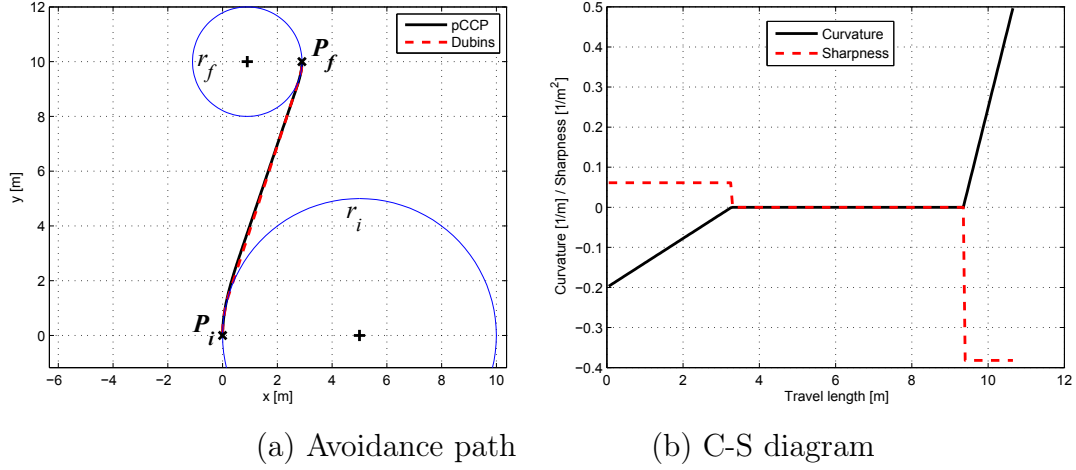 pCCP
Dubins
P_f
r_f
r_i
P_i
y [m]
12
10
8
6
4
2
0
−6 −4 −2 0 2 4 6 8 10
x [m]
Curvature
Sharpness
Curvature [1/m] / Sharpness [1/m²]
0.5
0.4
0.3
0.2
0.1
0
−0.1
−0.2
−0.3
−0.4
0 2 4 6 8 10 12
Travel length [m]
(a) Avoidance path
(b) C-S diagram